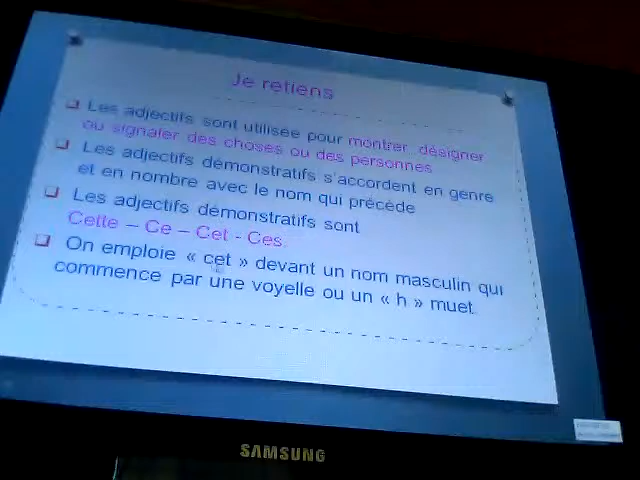 Je retiens
❑ Les adjectifs sont utilisée pour montrer, désigner
ou signaler des choses ou des personnes
❑ Les adjectifs démonstratifs s'accordent en genre
et en nombre avec le nom qui précède
❑ Les adjectifs démonstratifs sont
Cette – Ce – Cet - Ces.
❑ On emploie « cet » devant un nom masculin qui
commence par une voyelle ou un « h » muet
SAMSUNG